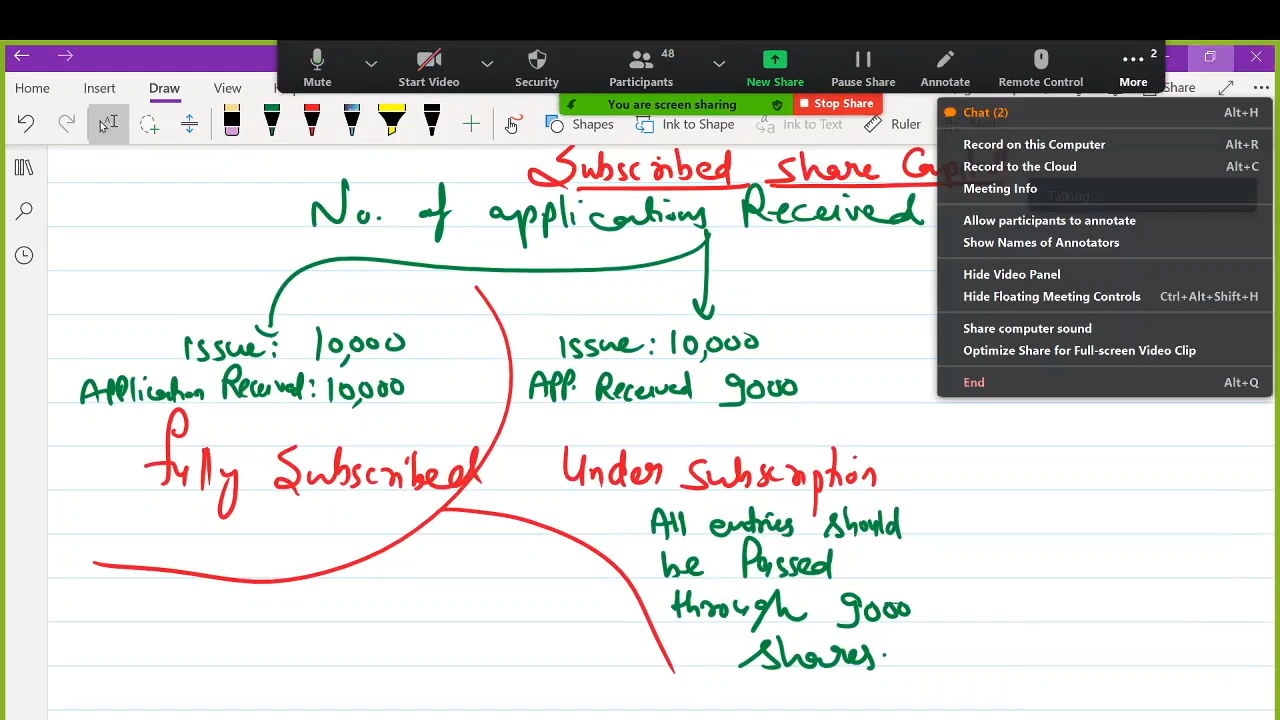 Mute
Start Video
Security
Participants
48
New Share
Pause Share
Annotate
Remote Control
2
More
You are screen sharing
Stop Share
Home
Insert
Draw
View
Share
Shapes
Ink to Shape
Ink to Text
Ruler
Chat (2) Alt+H
Record on this Computer Alt+R
Record to the Cloud Alt+C
Meeting Info
Talking:
Allow participants to annotate
Show Names of Annotators
Hide Video Panel
Hide Floating Meeting Controls Ctrl+Alt+Shift+H
Share computer sound
Optimize Share for Full-screen Video Clip
End Alt+Q
Subscribed share
No. of applications Received
Issue: 10,000
Application Received: 10,000
fully Subscribed
Issue: 10,000
App. Received 9000
Under subscription
All entries should
be Passed
through 9000
shares.